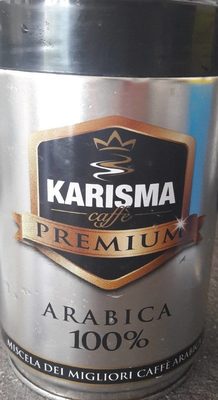 KARISMA
caffè
PREMIUM
ARABICA
100%
MISCELA DEI MIGLIORI CAFFÈ ARABICA